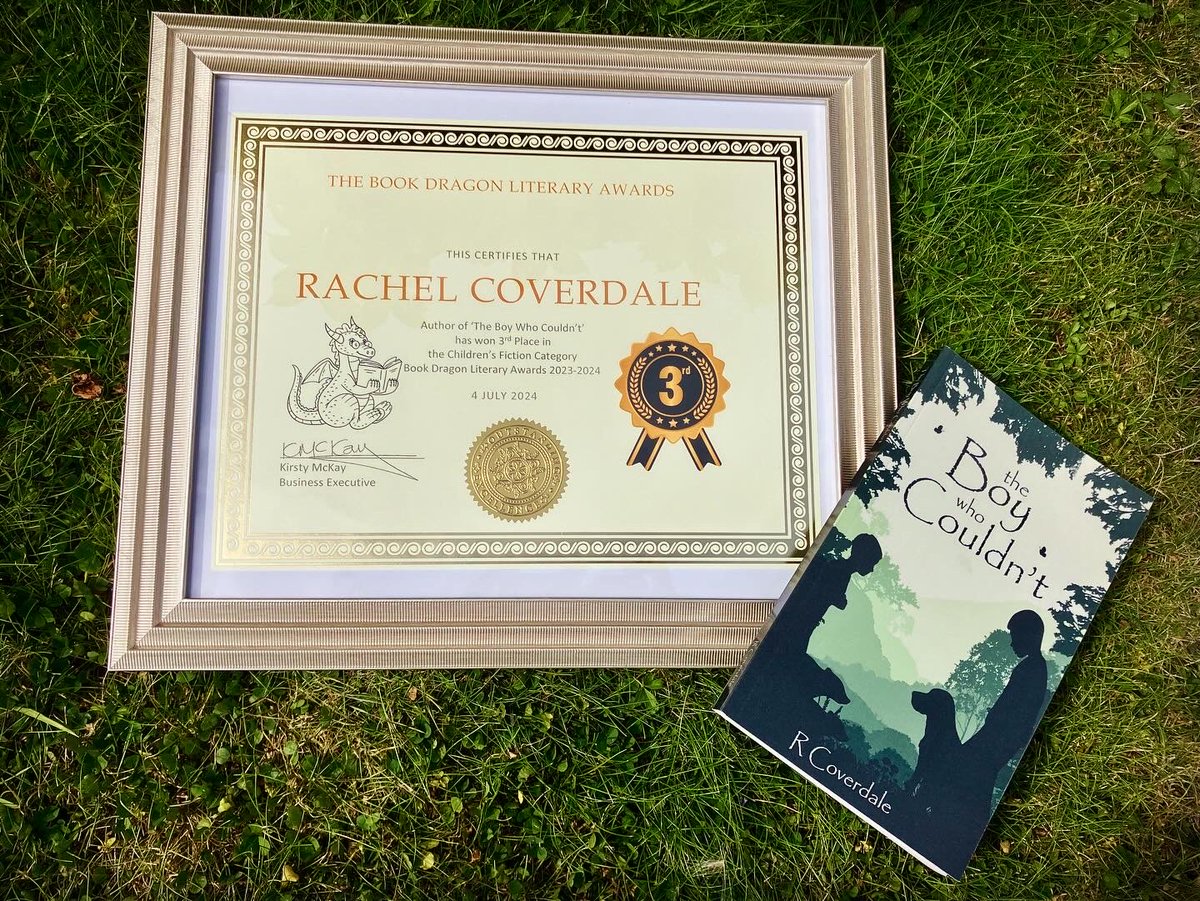 THE BOOK DRAGON LITERARY AWARDS
THIS CERTIFIES THAT
RACHEL COVERDALE
Author of ‘The Boy Who Couldn’t’
has won 3rd Place in
the Children’s Fiction Category
Book Dragon Literary Awards 2023-2024
4 JULY 2024
3rd
KMcKay
Kirsty McKay
Business Executive
the
Boy
who
Couldn’t
R Coverdale